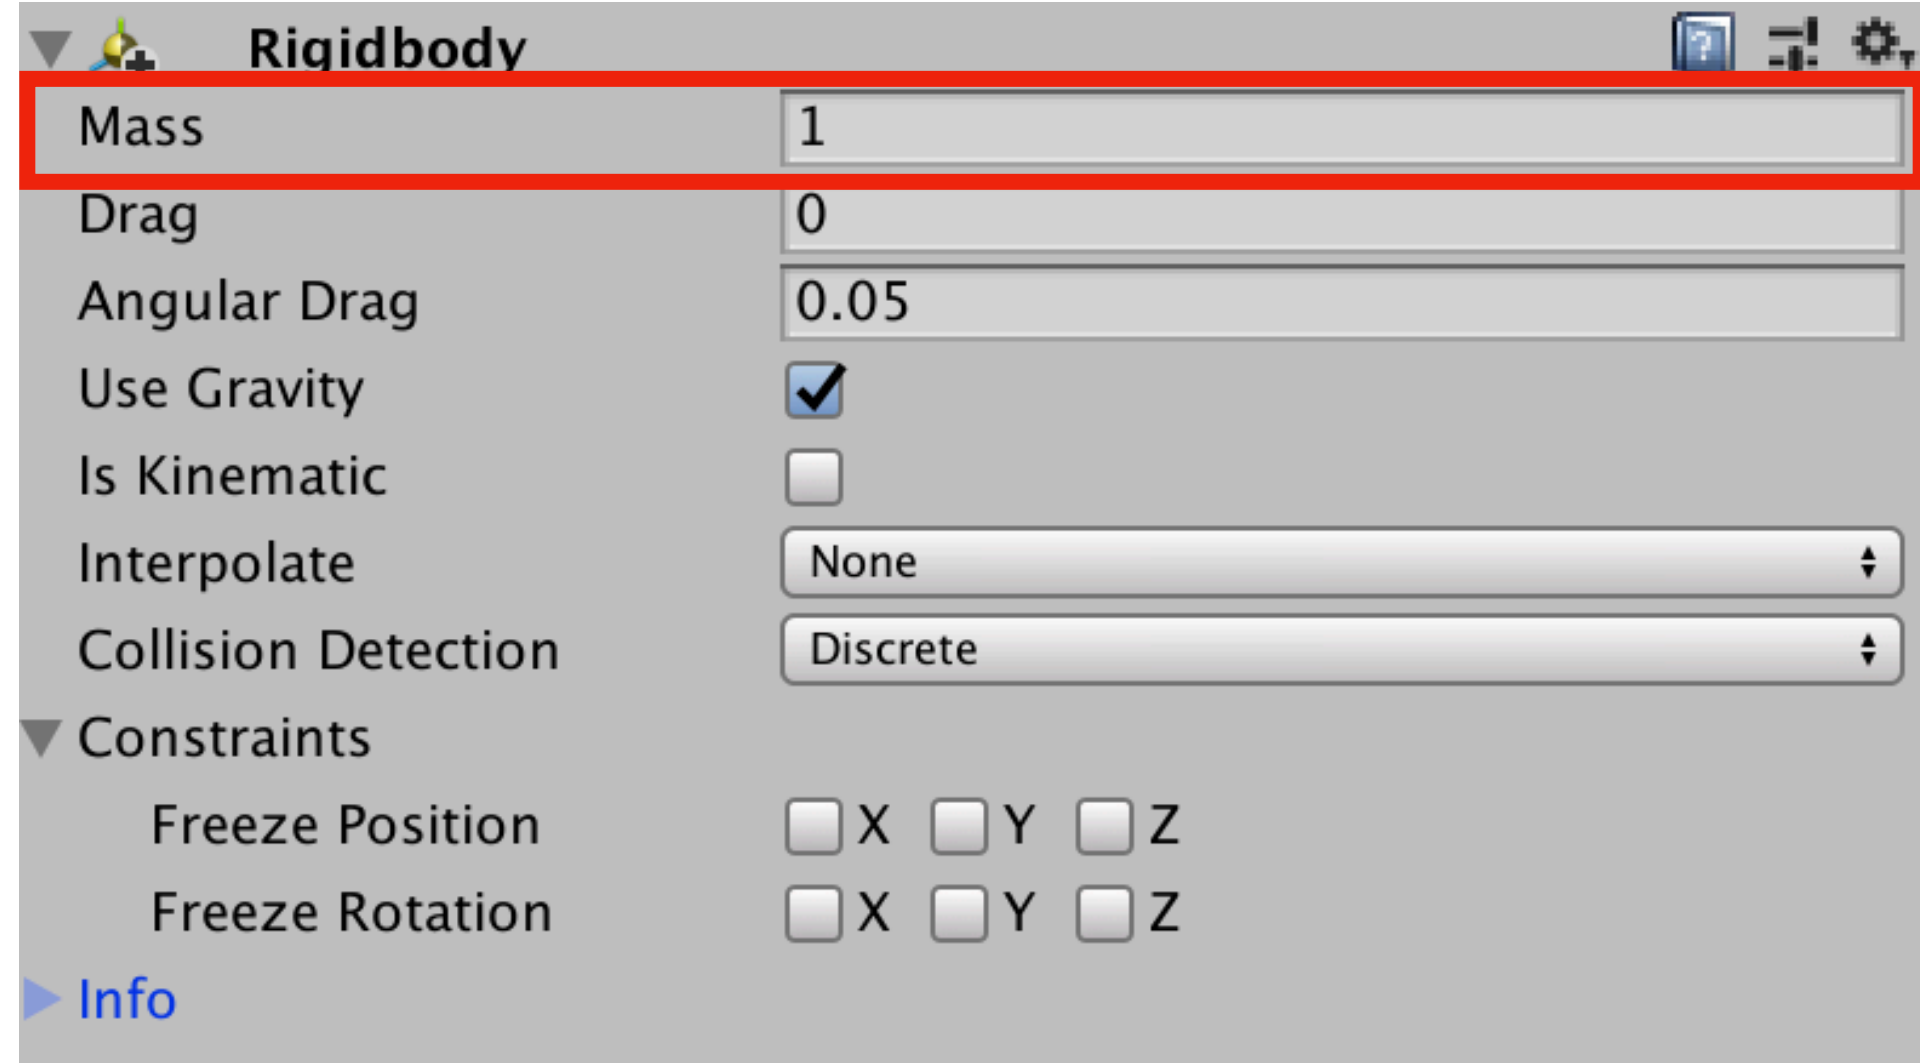 Rigidbody
Mass 1
Drag 0
Angular Drag 0.05
Use Gravity
Is Kinematic
Interpolate None
Collision Detection Discrete
Constraints
Freeze Position X Y Z
Freeze Rotation X Y Z
Info